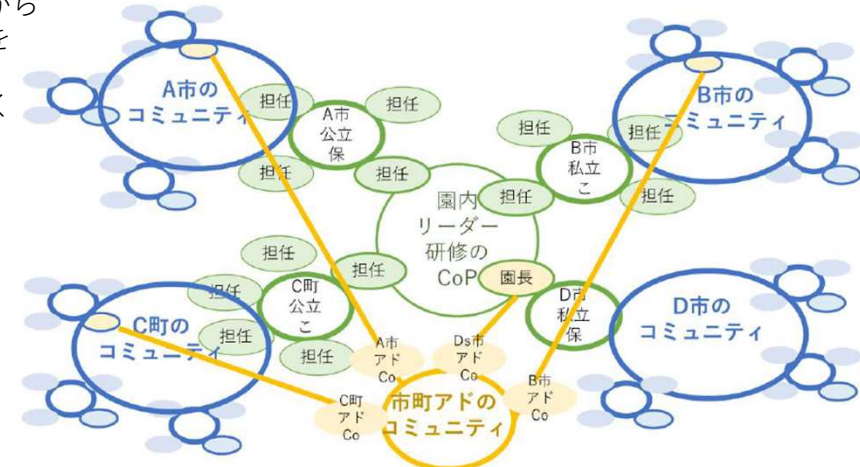 から
を
A市の
コミュニティ
担任
担任
担任
担任
A市
公立
保
B市の
コミュニティ
担任
担任
担任
担任
B市
私立
こ
園内
リーダー
研修の
CoP
園長
担任
担任
担任
担任
担任
C町
公立
こ
C町の
コミュニティ
D市
私立
保
D市の
コミュニティ
A市
アド
Co
Ds市
アド
Co
C町
アド
Co
B市
アド
Co
市町アドの
コミュニティ